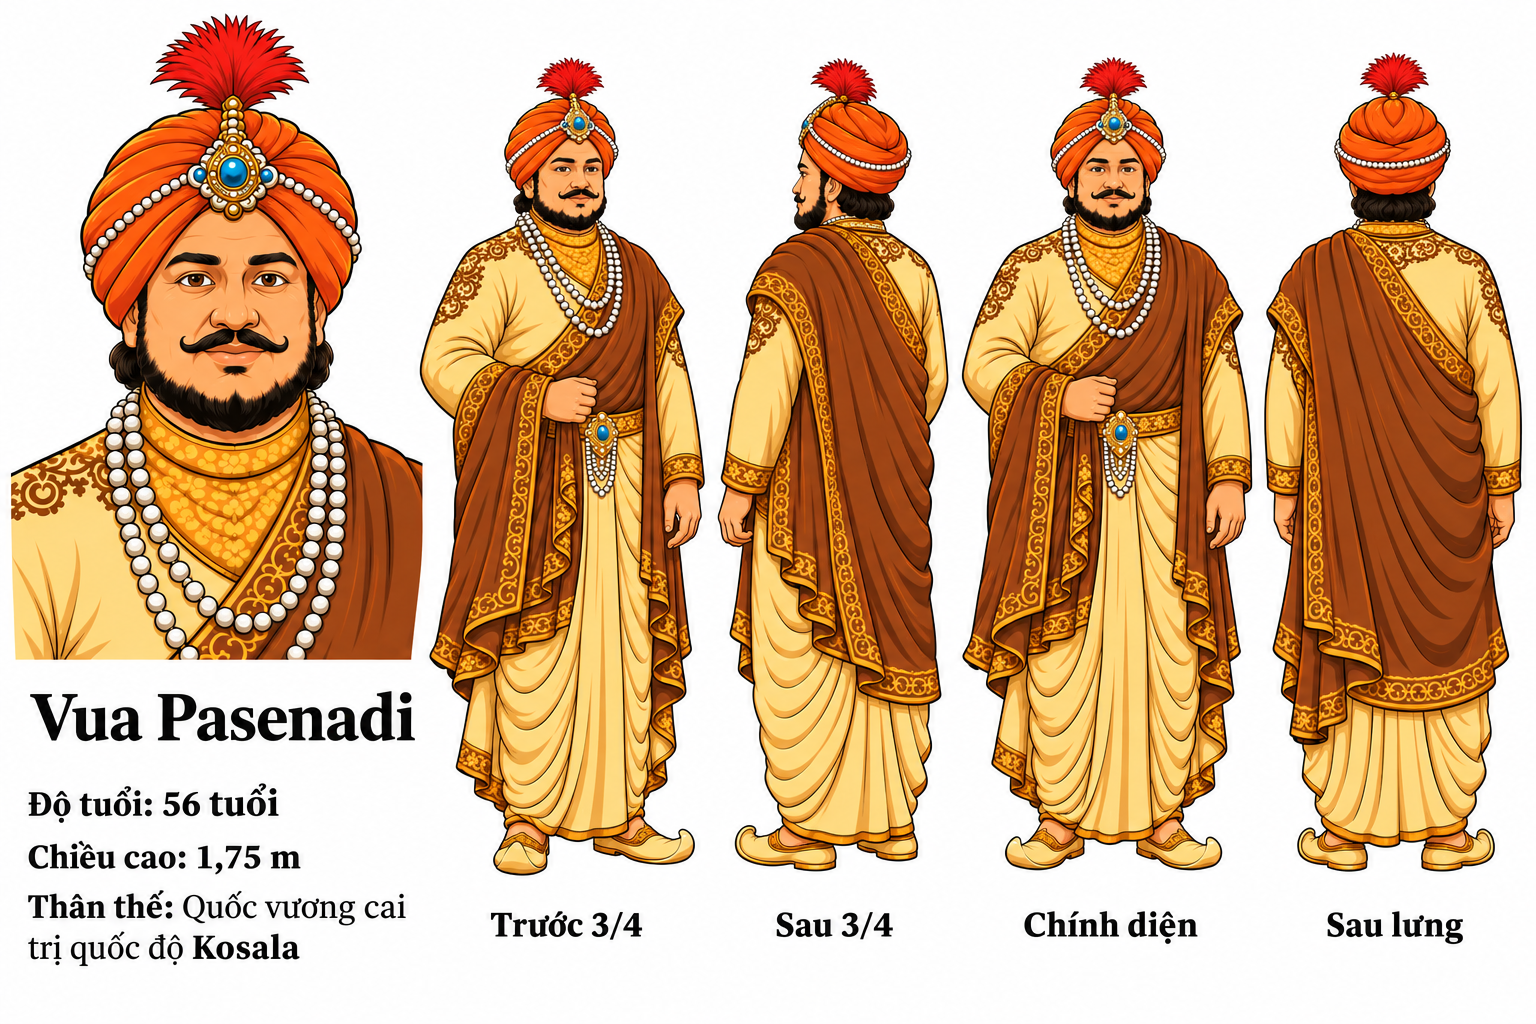 Vua Pasenadi
Độ tuổi: 56 tuổi
Chiều cao: 1,75 m
Thân thế: Quốc vương cai
trị quốc độ Kosala
Trước 3/4
Sau 3/4
Chính diện
Sau lưng